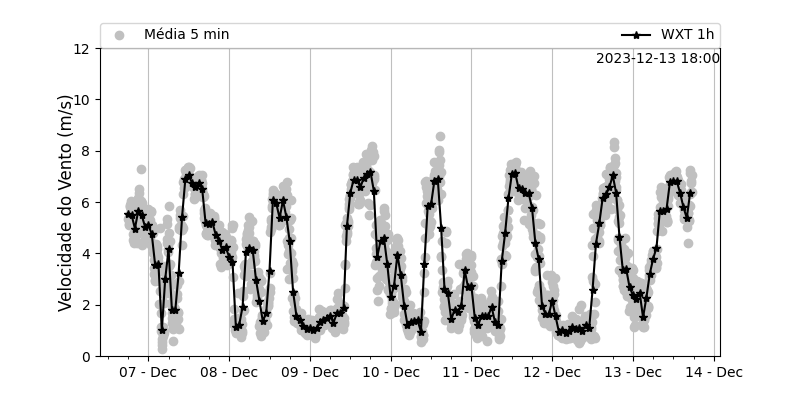 Média 5 min
WXT 1h
2023-12-13 18:00
Velocidade do Vento (m/s)
12
10
8
6
4
2
0
07 - Dec
08 - Dec
09 - Dec
10 - Dec
11 - Dec
12 - Dec
13 - Dec
14 - Dec